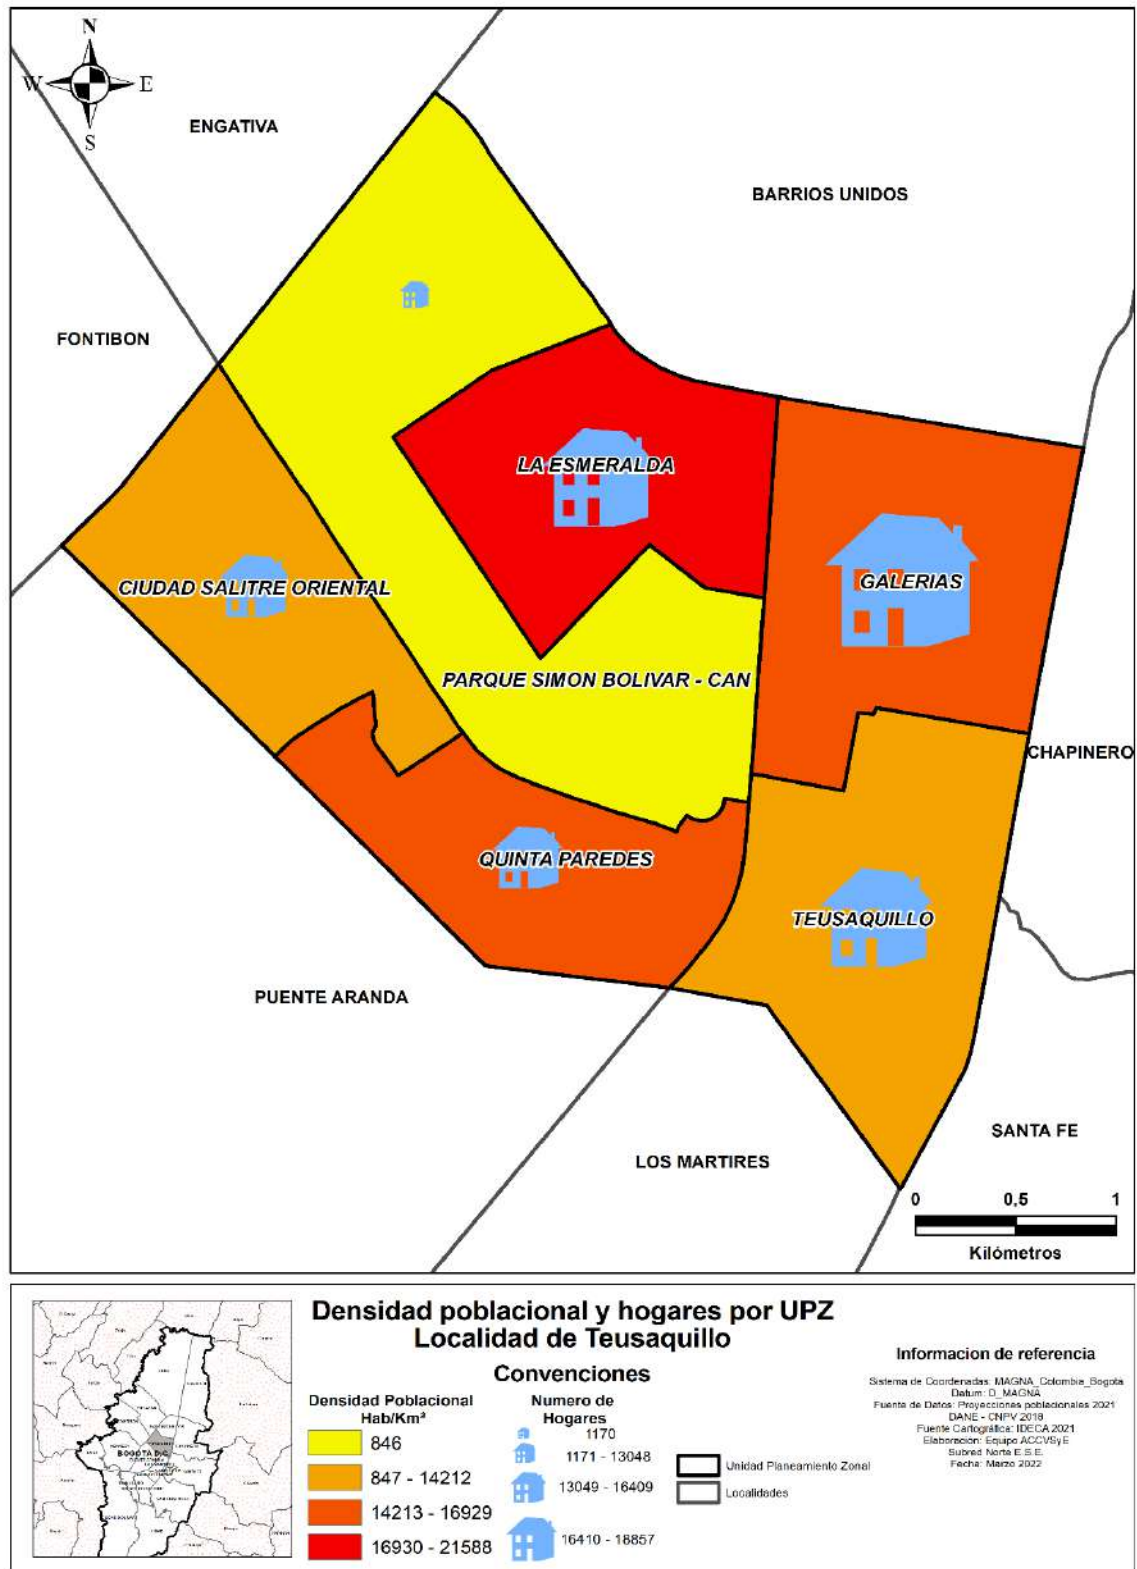 N
W E
S
ENGATIVA
BARRIOS UNIDOS
FONTIBON
LA ESMERALDA
CIUDAD SALITRE ORIENTAL
GALERIAS
PARQUE SIMON BOLIVAR - CAN
CHAPINERO
QUINTA PAREDES
TEUSAQUILLO
PUENTE ARANDA
SANTA FE
LOS MARTIRES
0 0,5 1
Kilómetros
Densidad poblacional y hogares por UPZ
Localidad de Teusaquillo
Convenciones
Densidad Poblacional
Hab/Km²
846
847 - 14212
14213 - 16929
16930 - 21588
Numero de
Hogares
1170
1171 - 13048
13049 - 16409
16410 - 18857
Unidad Planeamiento Zonal
Localidades
Informacion de referencia
Sistema de Coordenadas: MAGNA_Colombia_Bogota
Datum: D_MAGNA
Fuente de Datos: Proyecciones poblacionales 2021
DANE - CNPV 2018
Fuente Cartográfica: IDECA 2021
Elaboración: Equipo ACCVSyE
Subred Norte E.S.E.
Fecha: Marzo 2022
BOGOTA D.C.